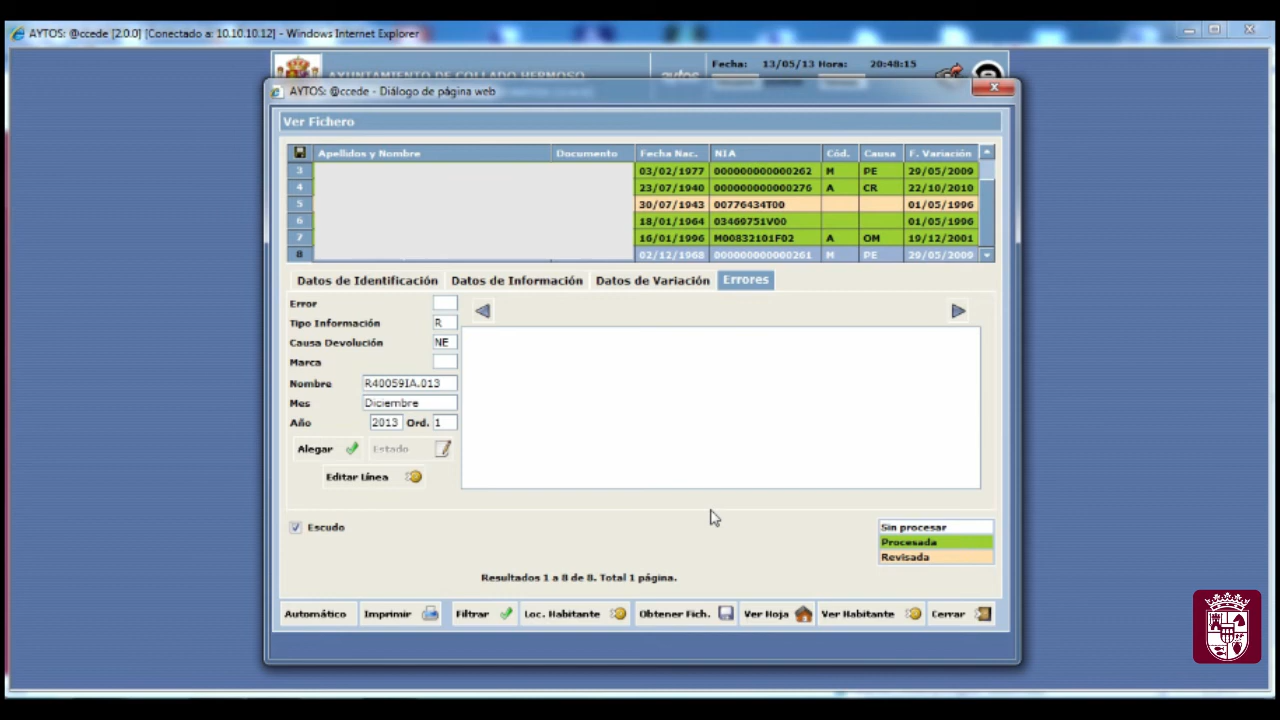 AYTOS: @ccede [2.0.0] [Conectado a: 10.10.10.12] - Windows Internet Explorer
AYUNTAMIENTO DE COLLADO HERMOSO
aytos
Fecha: 13/05/13 Hora: 20:48:15
AYTOS: @ccede - Diálogo de página web
Ver Fichero
Apellidos y Nombre Documento Fecha Nac. NIA Cód. Causa F. Variación
3 03/02/1977 000000000000262 M PE 29/05/2009
4 23/07/1940 000000000000276 A CR 22/10/2010
5 30/07/1943 00776434T00 01/05/1996
6 18/01/1964 03469751V00 01/05/1996
7 16/01/1996 M00832101F02 A OM 19/12/2001
8 02/12/1968 000000000000261 M PE 29/05/2009
Datos de Identificación Datos de Información Datos de Variación Errores
Error
Tipo Información R
Causa Devolución NE
Marca
Nombre R40059IA.013
Mes Diciembre
Año 2013 Ord. 1
Alegar Estado
Editar Línea
Escudo
Sin procesar
Procesada
Revisada
Resultados 1 a 8 de 8. Total 1 página.
Automático Imprimir Filtrar Loc. Habitante Obtener Fich. Ver Hoja Ver Habitante Cerrar